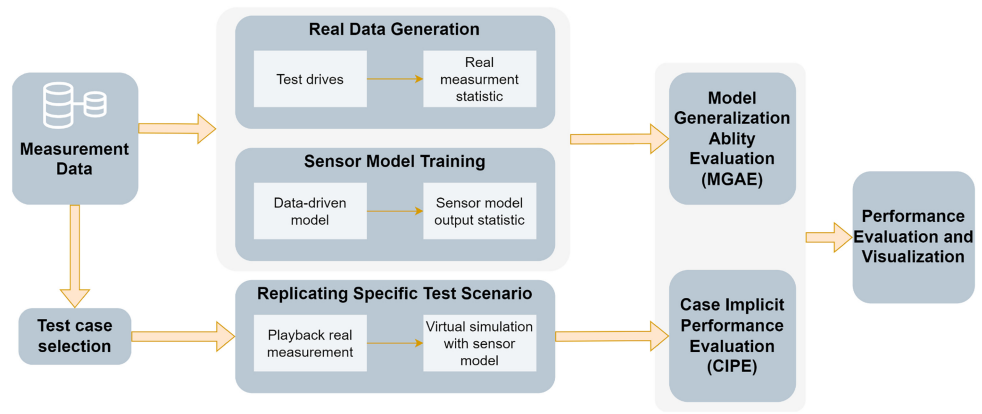 Measurement
Data
Test case
selection
Real Data Generation
Test drives
Real
measurment
statistic
Sensor Model Training
Data-driven
model
Sensor model
output statistic
Replicating Specific Test Scenario
Playback real
measurement
Virtual simulation
with sensor
model
Model
Generalization
Ablity
Evaluation
(MGAE)
Case Implicit
Performance
Evaluation
(CIPE)
Performance
Evaluation and
Visualization